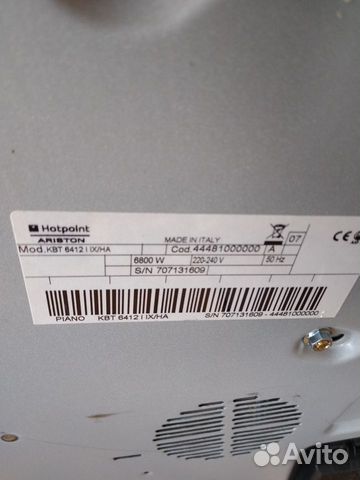 Hotpoint
ARISTON
MADE IN ITALY
07
CE
Mod. KBT 6412 I IX/HA
Cod. 44481000000
A
6800 W
220-240 V
50 Hz
S/N 707131609
PIANO KBT 6412 I IX/HA S/N 707131609 - 44481000000
Avito